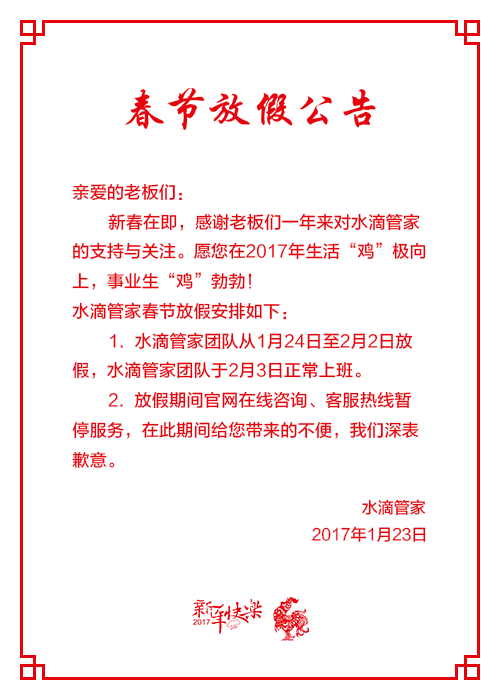 春节放假公告
亲爱的老板们：
新春在即，感谢老板们一年来对水滴管家
的支持与关注。愿您在2017年生活“鸡”极向
上，事业生“鸡”勃勃！
水滴管家春节放假安排如下：
1. 水滴管家团队从1月24日至2月2日放
假，水滴管家团队于2月3日正常上班。
2. 放假期间官网在线咨询、客服热线暂
停服务，在此期间给您带来的不便，我们深表
歉意。
水滴管家
2017年1月23日
新年快樂
2017